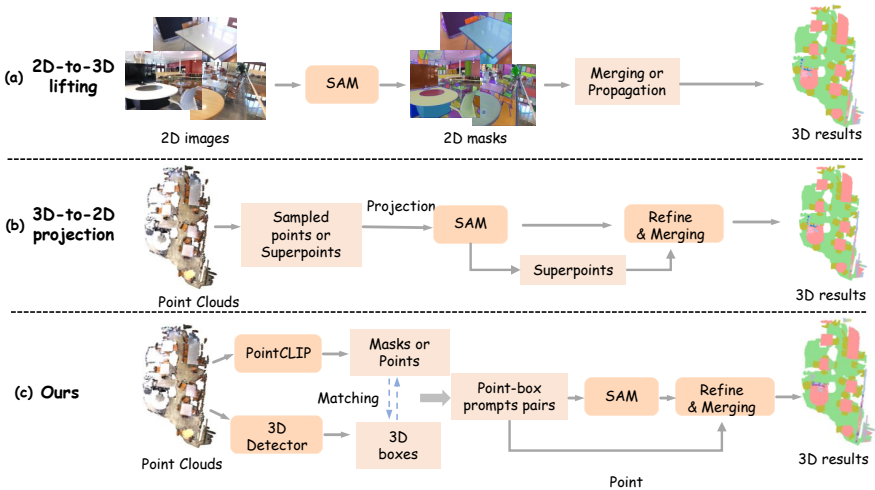 (a) 2D-to-3D
lifting
SAM
Merging or
Propagation
2D images
2D masks
3D results
(b) 3D-to-2D
projection
Sampled
points or
Superpoints
Projection
SAM
Refine
& Merging
Superpoints
Point Clouds
3D results
(c) Ours
PointCLIP
Masks or
Points
Matching
3D
Detector
3D
boxes
Point-box
prompts pairs
SAM
Refine
& Merging
Point Clouds
Point
3D results